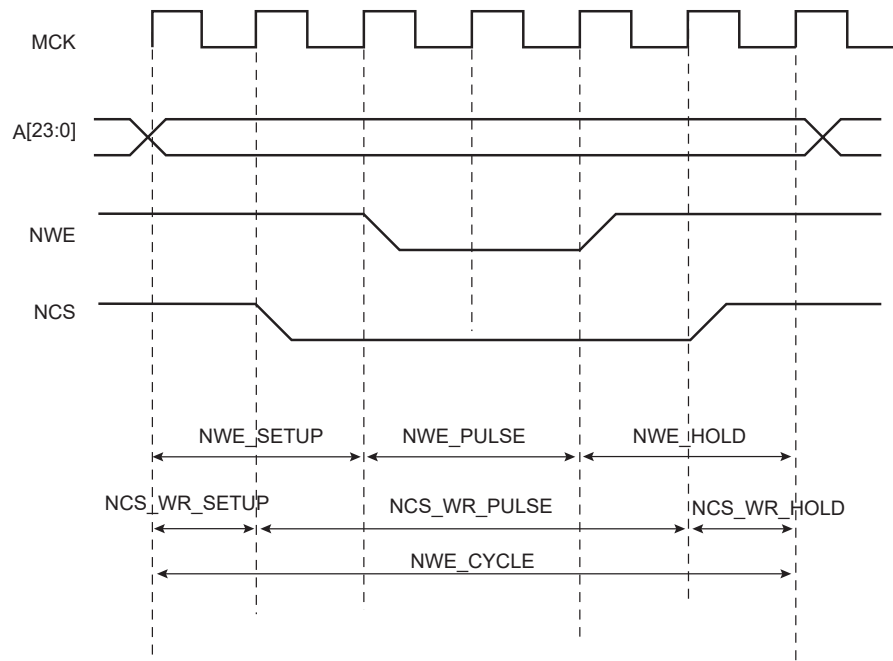 MCK
A[23:0]
NWE
NCS
NWE_SETUP NWE_PULSE NWE_HOLD
NCS_WR_SETUP NCS_WR_PULSE NCS_WR_HOLD
NWE_CYCLE